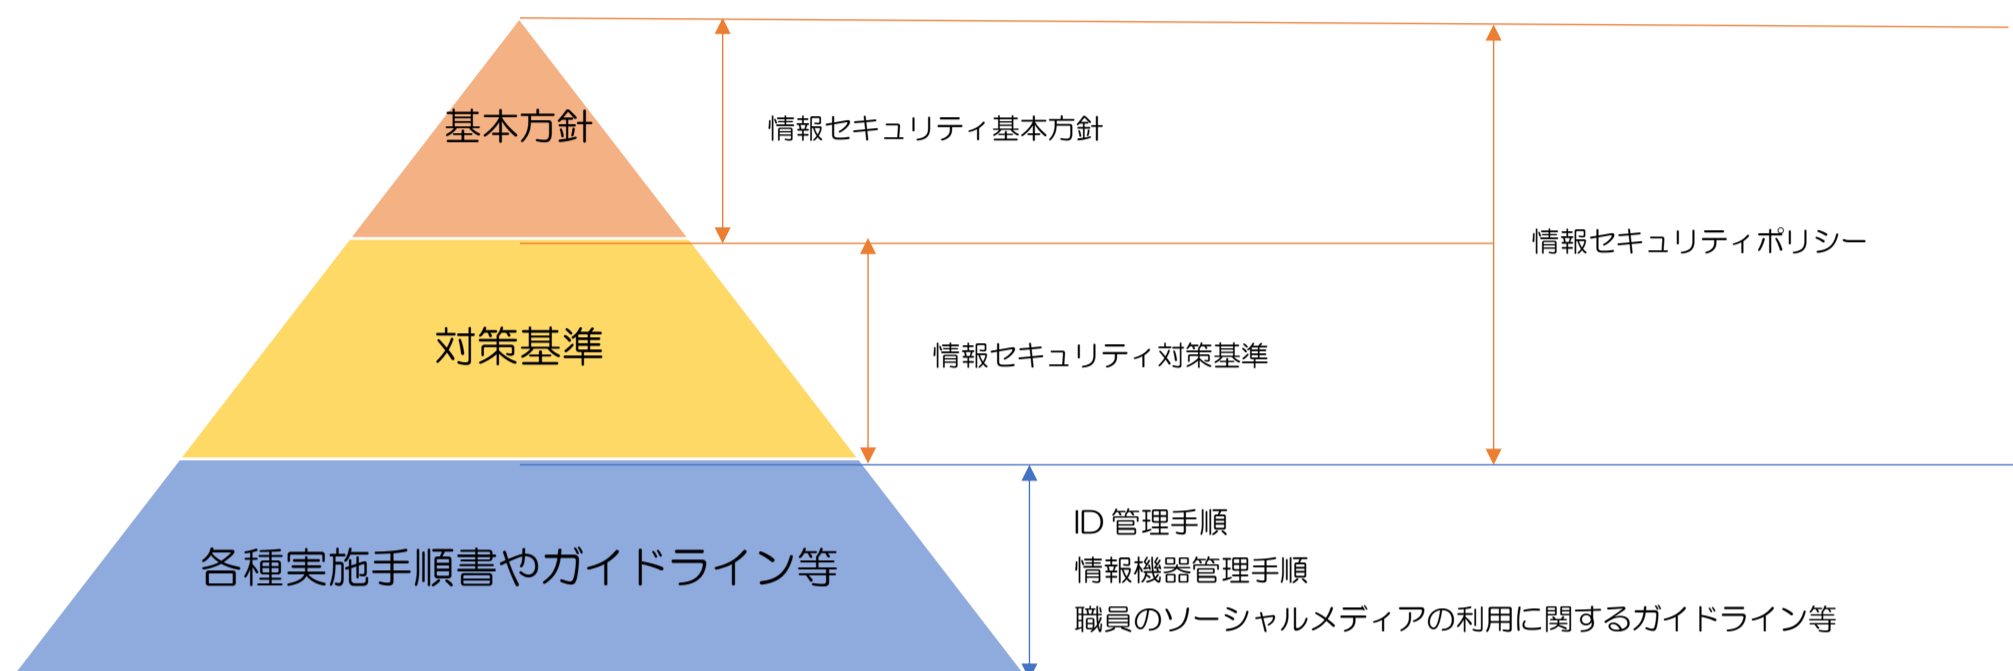 基本方針
情報セキュリティ基本方針
情報セキュリティポリシー
対策基準
情報セキュリティ対策基準
各種実施手順書やガイドライン等
ID 管理手順
情報機器管理手順
職員のソーシャルメディアの利用に関するガイドライン等